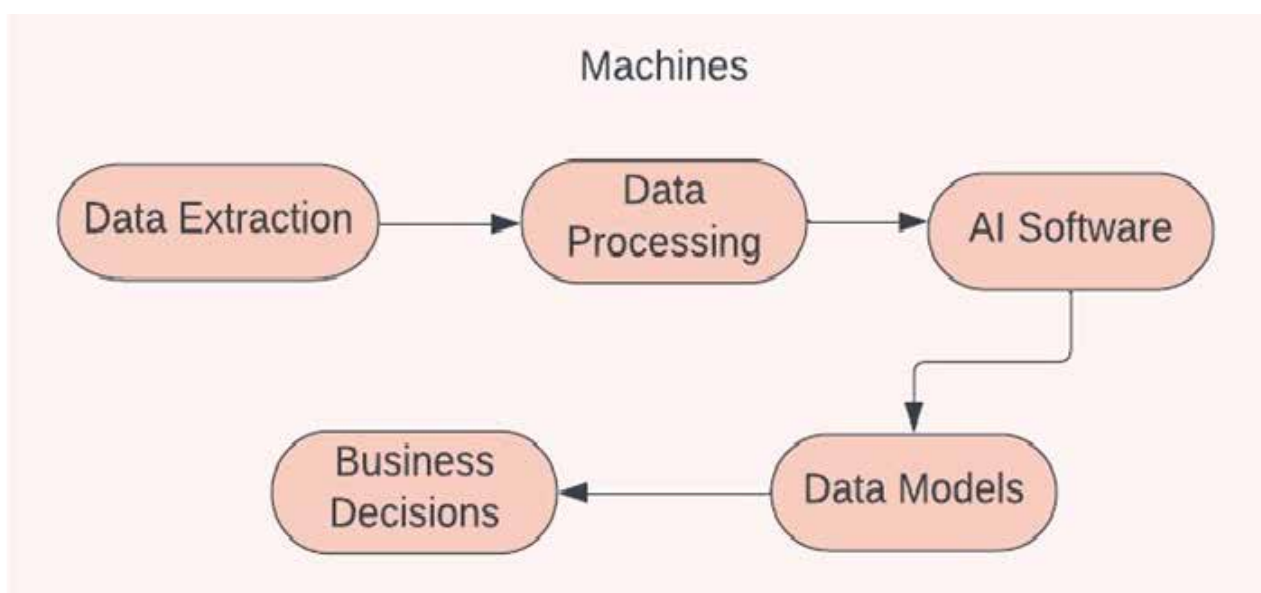 Machines
Data Extraction
Data
Processing
AI Software
Data Models
Business
Decisions